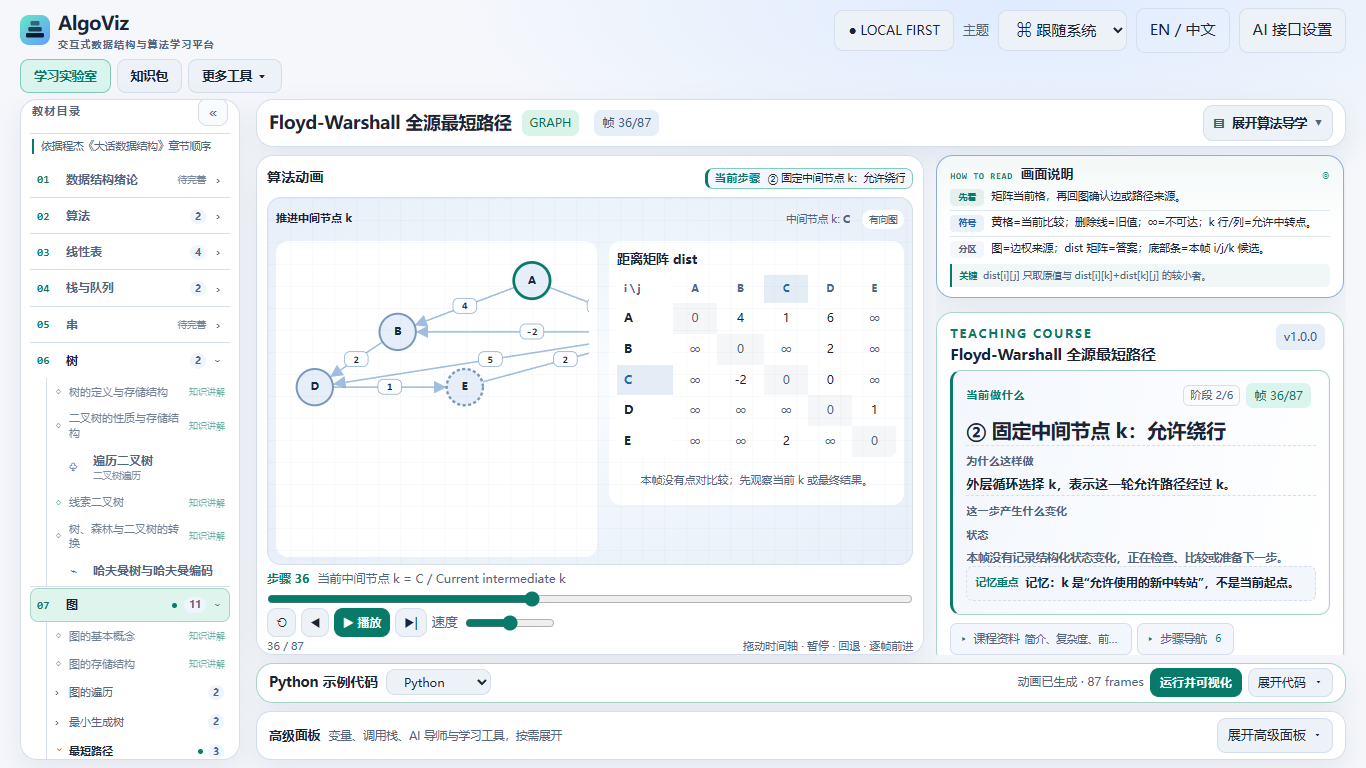 AlgoViz
交互式数据结构与算法学习平台
● LOCAL FIRST
主题
⌘ 跟随系统
EN / 中文
AI 接口设置
学习实验室
知识包
更多工具
教材目录
«
依据程杰《大话数据结构》章节顺序
01 数据结构绪论 待完善 ›
02 算法 2 ›
03 线性表 4 ›
04 栈与队列 2 ›
05 串 待完善 ›
06 树 2
树的定义与存储结构 知识讲解
二叉树的性质与存储结构 知识讲解
遍历二叉树
二叉树遍历
线索二叉树 知识讲解
树、森林与二叉树的转换 知识讲解
哈夫曼树与哈夫曼编码
07 图 ● 11
图的基本概念 知识讲解
图的存储结构 知识讲解
› 图的遍历 2
› 最小生成树 2
最短路径 ● 3
Floyd-Warshall 全源最短路径
GRAPH
帧 36/87
展开算法导学 ▼
算法动画
当前步骤 ② 固定中间节点 k：允许绕行
推进中间节点 k
中间节点 k: C
有向图
A
4
B
-2
2
5
2
D
1
E
距离矩阵 dist
i\j A B C D E
A 0 4 1 6 ∞
B ∞ 0 ∞ 2 ∞
C ∞ -2 0 0 ∞
D ∞ ∞ ∞ 0 1
E ∞ ∞ 2 ∞ 0
本帧没有点对比较；先观察当前 k 或最终结果。
步骤 36 当前中间节点 k = C / Current intermediate k
▶ 播放
速度
36 / 87
拖动时间轴 · 暂停 · 回退 · 逐帧前进
HOW TO READ 画面说明
先看 矩阵当前格，再回图确认边或路径来源。
符号 黄格=当前比较；删除线=旧值；∞=不可达；k 行/列=允许中转点。
分区 图=边权来源；dist 矩阵=答案；底部条=本帧 i/j/k 候选。
关键 dist[i][j] 只取原值与 dist[i][k]+dist[k][j] 的较小者。
TEACHING COURSE
Floyd-Warshall 全源最短路径
v1.0.0
当前做什么
阶段 2/6
帧 36/87
② 固定中间节点 k：允许绕行
为什么这样做
外层循环选择 k，表示这一轮允许路径经过 k。
这一步产生什么变化
状态
本帧没有记录结构化状态变化，正在检查、比较或准备下一步。
记忆重点 记忆：k 是“允许使用的新中转站”，不是当前起点。
课程资料 简介、复杂度、前...
步骤导航 6
Python 示例代码
Python
动画已生成 · 87 frames
运行并可视化
展开代码
高级面板 变量、调用栈、AI 导师与学习工具，按需展开
展开高级面板